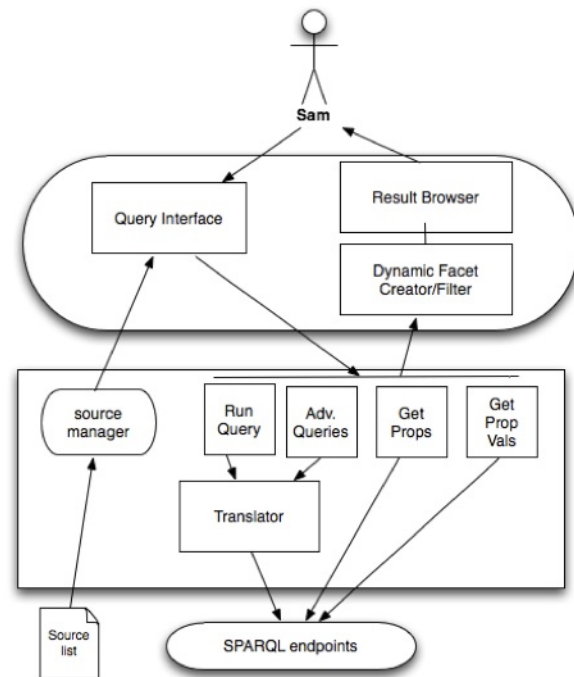 Sam
Query Interface
Result Browser
Dynamic Facet
Creator/Filter
source
manager
Run
Query
Adv.
Queries
Get
Props
Get
Prop
Vals
Translator
Source
list
SPARQL endpoints